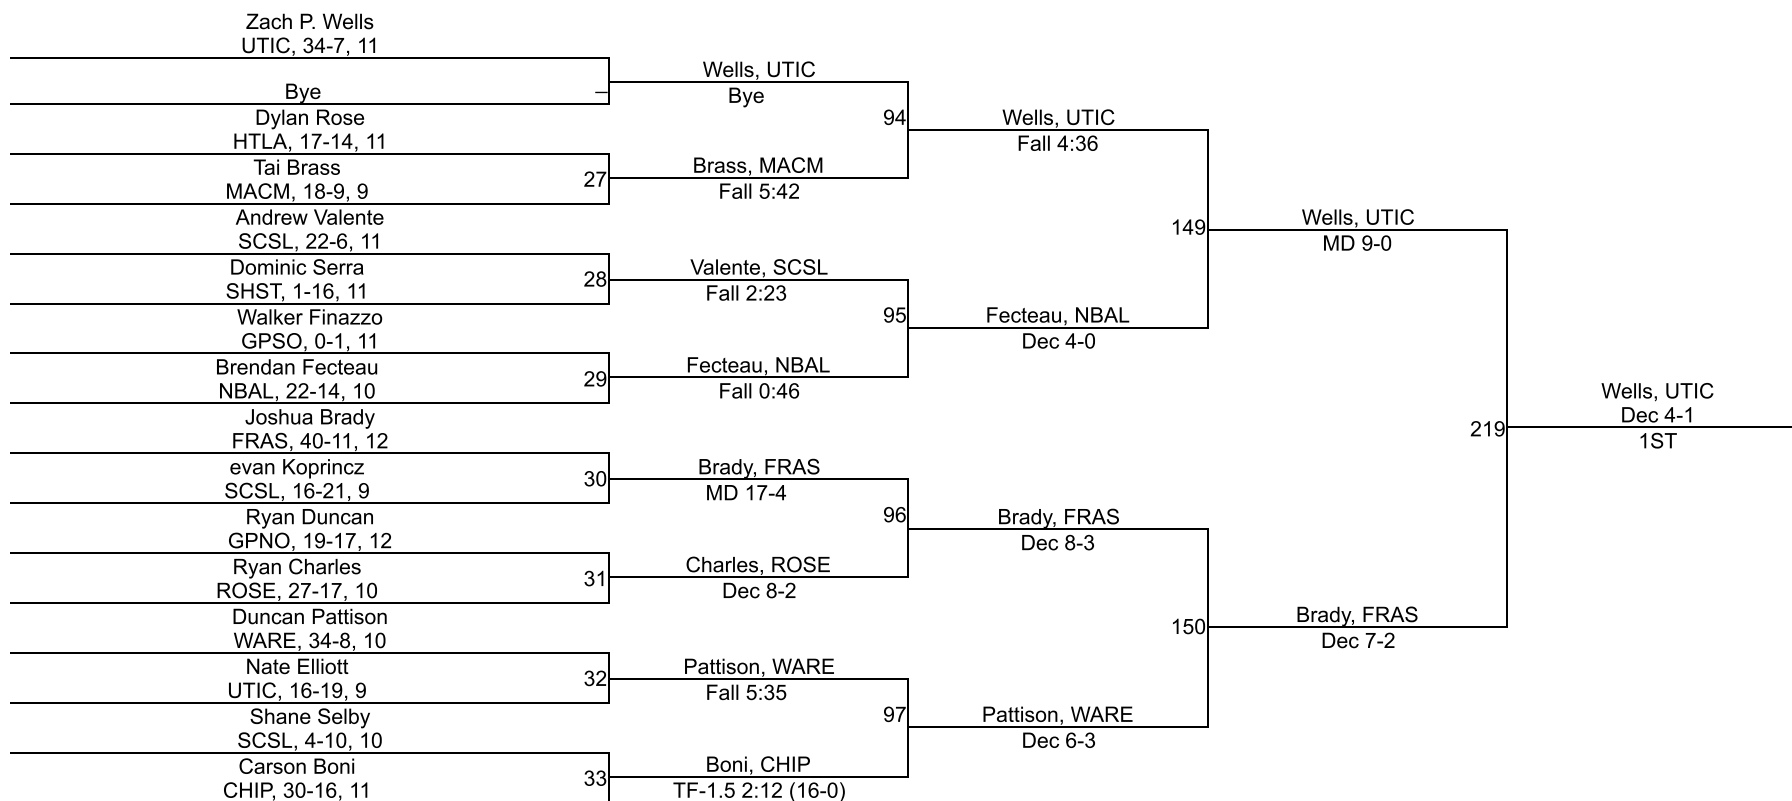 Zach P. Wells
UTIC, 34-7, 11
Bye
Dylan Rose
HTLA, 17-14, 11
Tai Brass
MACM, 18-9, 9
Andrew Valente
SCSL, 22-6, 11
Dominic Serra
SHST, 1-16, 11
Walker Finazzo
GPSO, 0-1, 11
Brendan Fecteau
NBAL, 22-14, 10
Joshua Brady
FRAS, 40-11, 12
evan Koprincz
SCSL, 16-21, 9
Ryan Duncan
GPNO, 19-17, 12
Ryan Charles
ROSE, 27-17, 10
Duncan Pattison
WARE, 34-8, 10
Nate Elliott
UTIC, 16-19, 9
Shane Selby
SCSL, 4-10, 10
Carson Boni
CHIP, 30-16, 11
–
27
28
29
30
31
32
33
Wells, UTIC
Bye
Brass, MACM
Fall 5:42
Valente, SCSL
Fall 2:23
Fecteau, NBAL
Fall 0:46
Brady, FRAS
MD 17-4
Charles, ROSE
Dec 8-2
Pattison, WARE
Fall 5:35
Boni, CHIP
TF-1.5 2:12 (16-0)
94
95
96
97
Wells, UTIC
Fall 4:36
Fecteau, NBAL
Dec 4-0
Brady, FRAS
Dec 8-3
Pattison, WARE
Dec 6-3
149
150
Wells, UTIC
MD 9-0
Brady, FRAS
Dec 7-2
219
Wells, UTIC
Dec 4-1
1ST